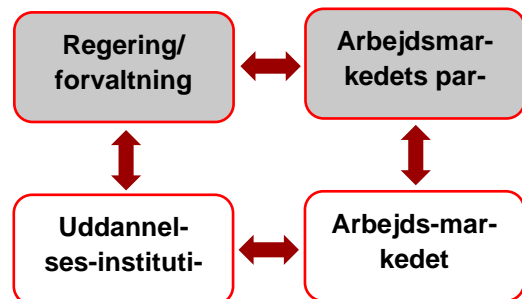 Regering/
forvaltning
Arbejdsmar-
kedets par-
Uddannel-
ses-instituti-
Arbejds-mar-
kedet